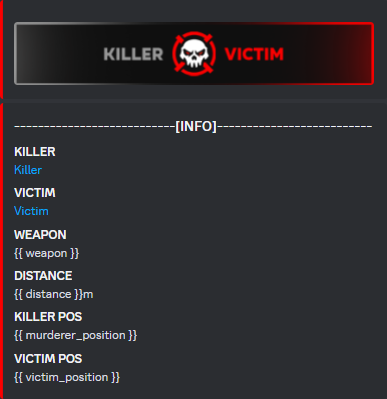 KILLER VICTIM
---------------------------[INFO]--------------------------
KILLER
Killer
VICTIM
Victim
WEAPON
{{ weapon }}
DISTANCE
{{ distance }}m
KILLER POS
{{ murderer_position }}
VICTIM POS
{{ victim_position }}